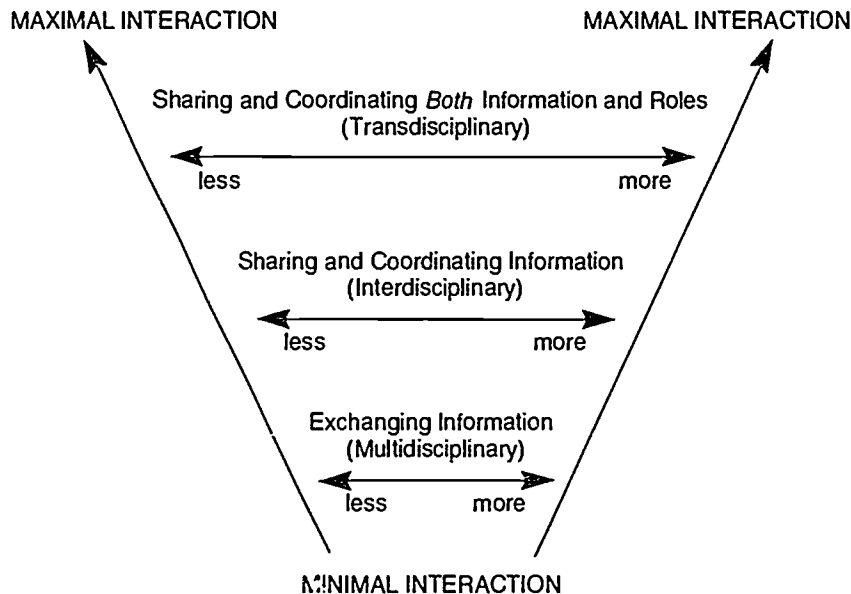 MAXIMAL INTERACTION MAXIMAL INTERACTION
Sharing and Coordinating Both Information and Roles
(Transdisciplinary)
less more
Sharing and Coordinating Information
(Interdisciplinary)
less more
Exchanging Information
(Multidisciplinary)
less more
MINIMAL INTERACTION